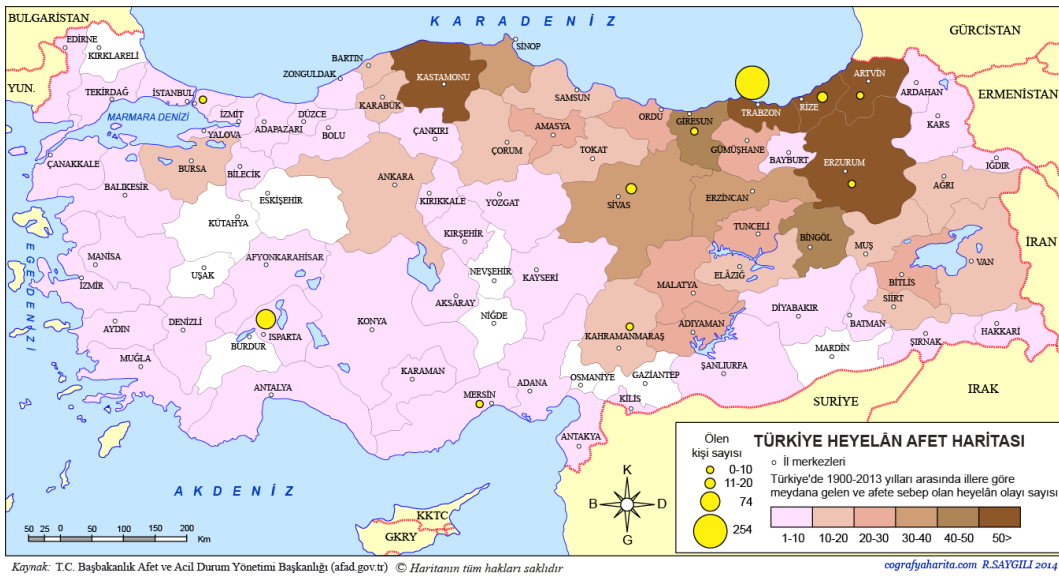 KARADENİZ
BULGARİSTAN
GÜRCİSTAN
YUN.
ERMENİSTAN
İRAN
IRAK
SURİYE
KKTC
GKRY
MARMARA DENİZİ
EGE DENİZİ
AKDENİZ
EDİRNE
KIRKLARELİ
TEKİRDAĞ
İSTANBUL
İZMİT
YALOVA
ADAPAZARI
DÜZCE
BOLU
ZONGULDAK
BARTIN
KARABÜK
KASTAMONU
SİNOP
SAMSUN
ÇANKIRI
ÇORUM
AMASYA
TOKAT
ORDU
GİRESUN
TRABZON
RİZE
ARTVİN
ARDAHAN
KARS
IĞDIR
GÜMÜŞHANE
BAYBURT
ERZURUM
AĞRI
ÇANAKKALE
BALIKESİR
BURSA
BİLECİK
ESKİŞEHİR
KÜTAHYA
ANKARA
KIRIKKALE
YOZGAT
KIRŞEHİR
SİVAS
ERZİNCAN
TUNCELİ
BİNGÖL
MUŞ
VAN
BİTLİS
SİİRT
ELÂZIĞ
MALATYA
MANİSA
İZMİR
UŞAK
AFYONKARAHİSAR
NEVŞEHİR
KAYSERİ
AKSARAY
NİĞDE
KONYA
AYDIN
DENİZLİ
ISPARTA
BURDUR
MUĞLA
ANTALYA
KARAMAN
MERSİN
ADANA
OSMANİYE
GAZİANTEP
KİLİS
ANTAKYA
KAHRAMANMARAŞ
ADIYAMAN
ŞANLIURFA
DİYABAKIR
BATMAN
MARDİN
ŞIRNAK
HAKKARİ
K
B
D
G
50 25 0 50 100 150 200
Km
Ölen
kişi sayısı
0-10
11-20
74
254
TÜRKİYE HEYELÂN AFET HARİTASI
İl merkezleri
Türkiye'de 1900-2013 yılları arasında illere göre
meydana gelen ve afete sebep olan heyelân olayı sayısı
1-10 10-20 20-30 30-40 40-50 50>
Kaynak: T.C. Başbakanlık Afet ve Acil Durum Yönetimi Başkanlığı (afad.gov.tr) © Haritanın tüm hakları saklıdır
cografyaharita.com R.SAYGILI 2014